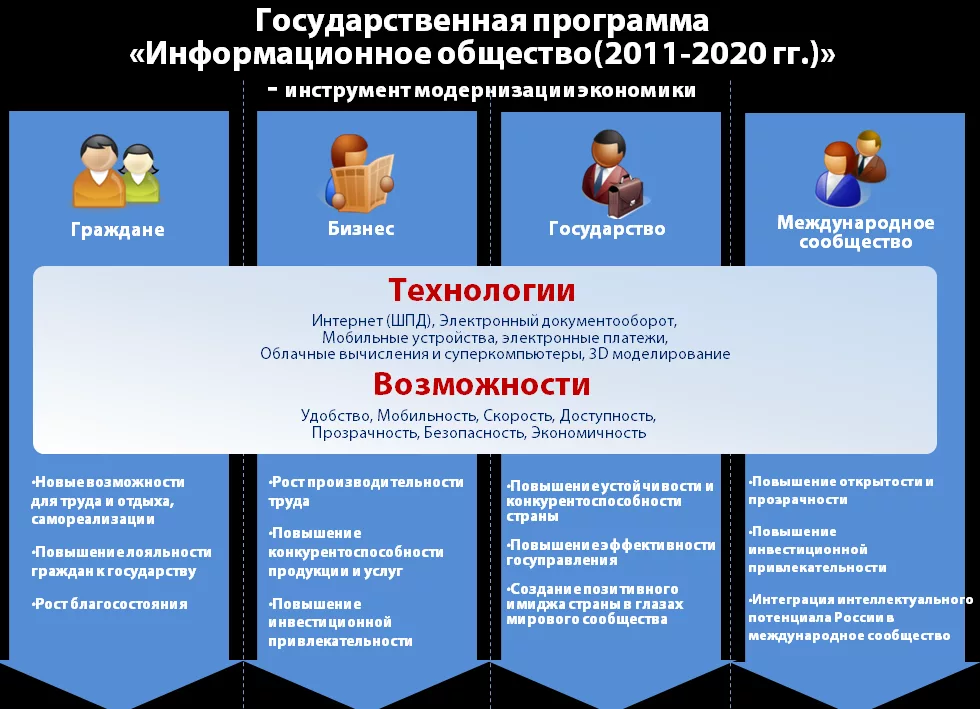 Государственная программа
«Информационное общество(2011-2020 гг.)»
- инструмент модернизации экономики
Граждане
Бизнес
Государство
Международное
сообщество
Технологии
Интернет (ШПД), Электронный документооборот,
Мобильные устройства, электронные платежи,
Облачные вычисления и суперкомпьютеры, 3D моделирование
Возможности
Удобство, Мобильность, Скорость, Доступность,
Прозрачность, Безопасность, Экономичность
•Новые возможности
для труда и отдыха,
самореализации
•Повышение лояльности
граждан к государству
•Рост благосостояния
•Рост производительности
труда
•Повышение
конкурентоспособности
продукции и услуг
•Повышение
инвестиционной
привлекательности
•Повышение устойчивости и
конкурентоспособности
страны
•Повышение эффективности
госуправления
•Создание позитивного
имиджа страны в глазах
мирового сообщества
•Повышение открытости и
прозрачности
•Повышение
инвестиционной
привлекательности
•Интеграция интеллектуального
потенциала России в
международное сообщество